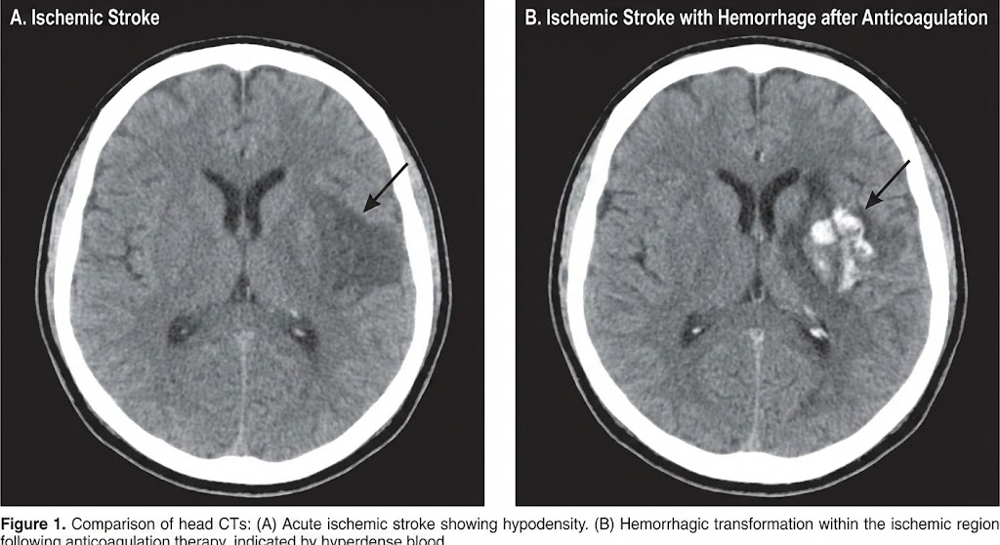 A. Ischemic Stroke
B. Ischemic Stroke with Hemorrhage after Anticoagulation
Figure 1. Comparison of head CTs: (A) Acute ischemic stroke showing hypodensity. (B) Hemorrhagic transformation within the ischemic region
following anticoagulation therapy, indicated by hyperdense blood